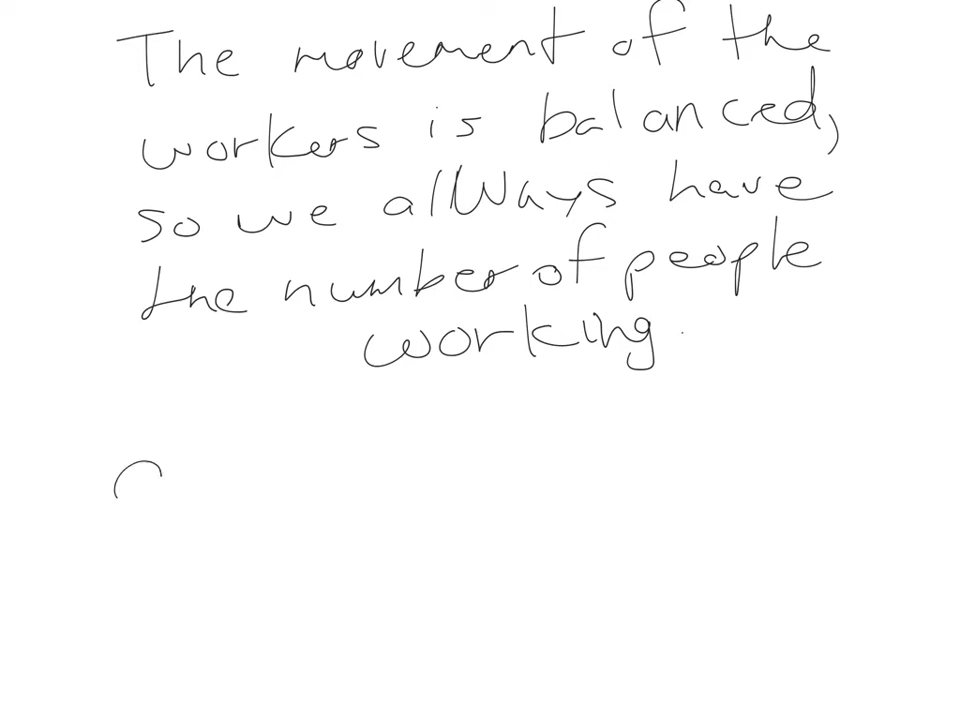 The movement of the
workers is balanced,
so we allways have
the number of people
working.